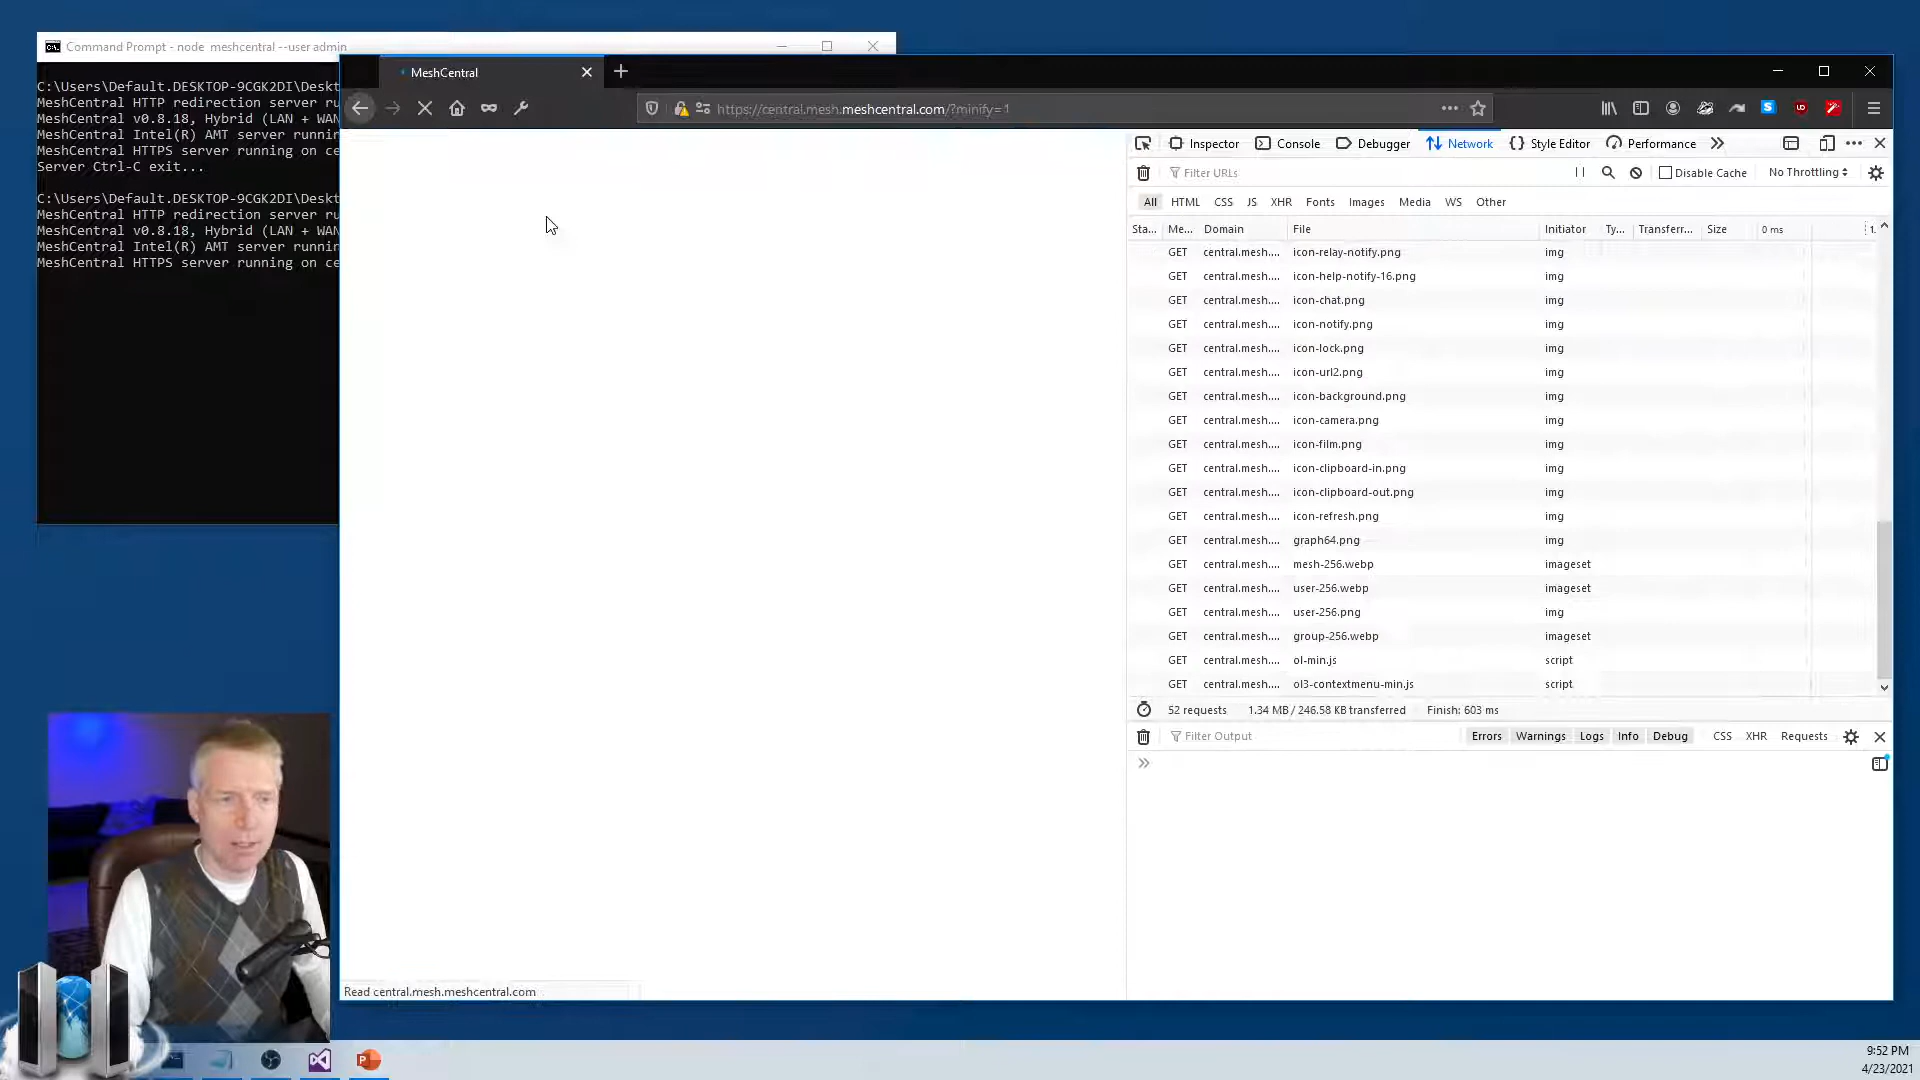 Command Prompt - node meshcentral --user admin
C:\Users\Default.DESKTOP-9CGK2DI\Deskt
MeshCentral HTTP redirection server ru
MeshCentral v0.8.18, Hybrid (LAN + WAN
MeshCentral Intel(R) AMT server runnin
MeshCentral HTTPS server running on ce
Server Ctrl-C exit...
C:\Users\Default.DESKTOP-9CGK2DI\Deskt
MeshCentral HTTP redirection server ru
MeshCentral v0.8.18, Hybrid (LAN + WAN
MeshCentral Intel(R) AMT server runnin
MeshCentral HTTPS server running on ce
MeshCentral
https://central.mesh.meshcentral.com/?minify=1
Inspector Console Debugger Network Style Editor Performance
Filter URLs
Disable Cache No Throttling
All HTML CSS JS XHR Fonts Images Media WS Other
Sta... Me... Domain File Initiator Ty... Transferr... Size 0 ms 1.
GET central.mesh.... icon-relay-notify.png img
GET central.mesh.... icon-help-notify-16.png img
GET central.mesh.... icon-chat.png img
GET central.mesh.... icon-notify.png img
GET central.mesh.... icon-lock.png img
GET central.mesh.... icon-url2.png img
GET central.mesh.... icon-background.png img
GET central.mesh.... icon-camera.png img
GET central.mesh.... icon-film.png img
GET central.mesh.... icon-clipboard-in.png img
GET central.mesh.... icon-clipboard-out.png img
GET central.mesh.... icon-refresh.png img
GET central.mesh.... graph64.png img
GET central.mesh.... mesh-256.webp imageset
GET central.mesh.... user-256.webp imageset
GET central.mesh.... user-256.png img
GET central.mesh.... group-256.webp imageset
GET central.mesh.... ol-min.js script
GET central.mesh.... ol3-contextmenu-min.js script
52 requests 1.34 MB / 246.58 KB transferred Finish: 603 ms
Filter Output
Errors Warnings Logs Info Debug CSS XHR Requests
Read central.mesh.meshcentral.com
9:52 PM
4/23/2021